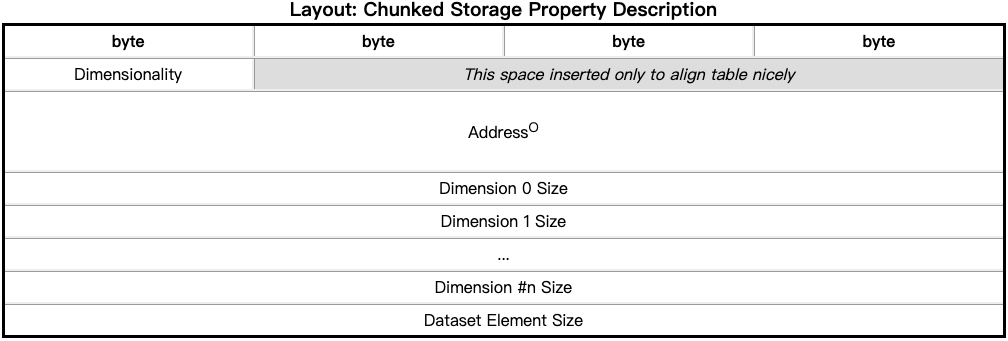 Layout: Chunked Storage Property Description
byte byte byte byte
Dimensionality This space inserted only to align table nicely
Address^O
Dimension 0 Size
Dimension 1 Size
...
Dimension #n Size
Dataset Element Size